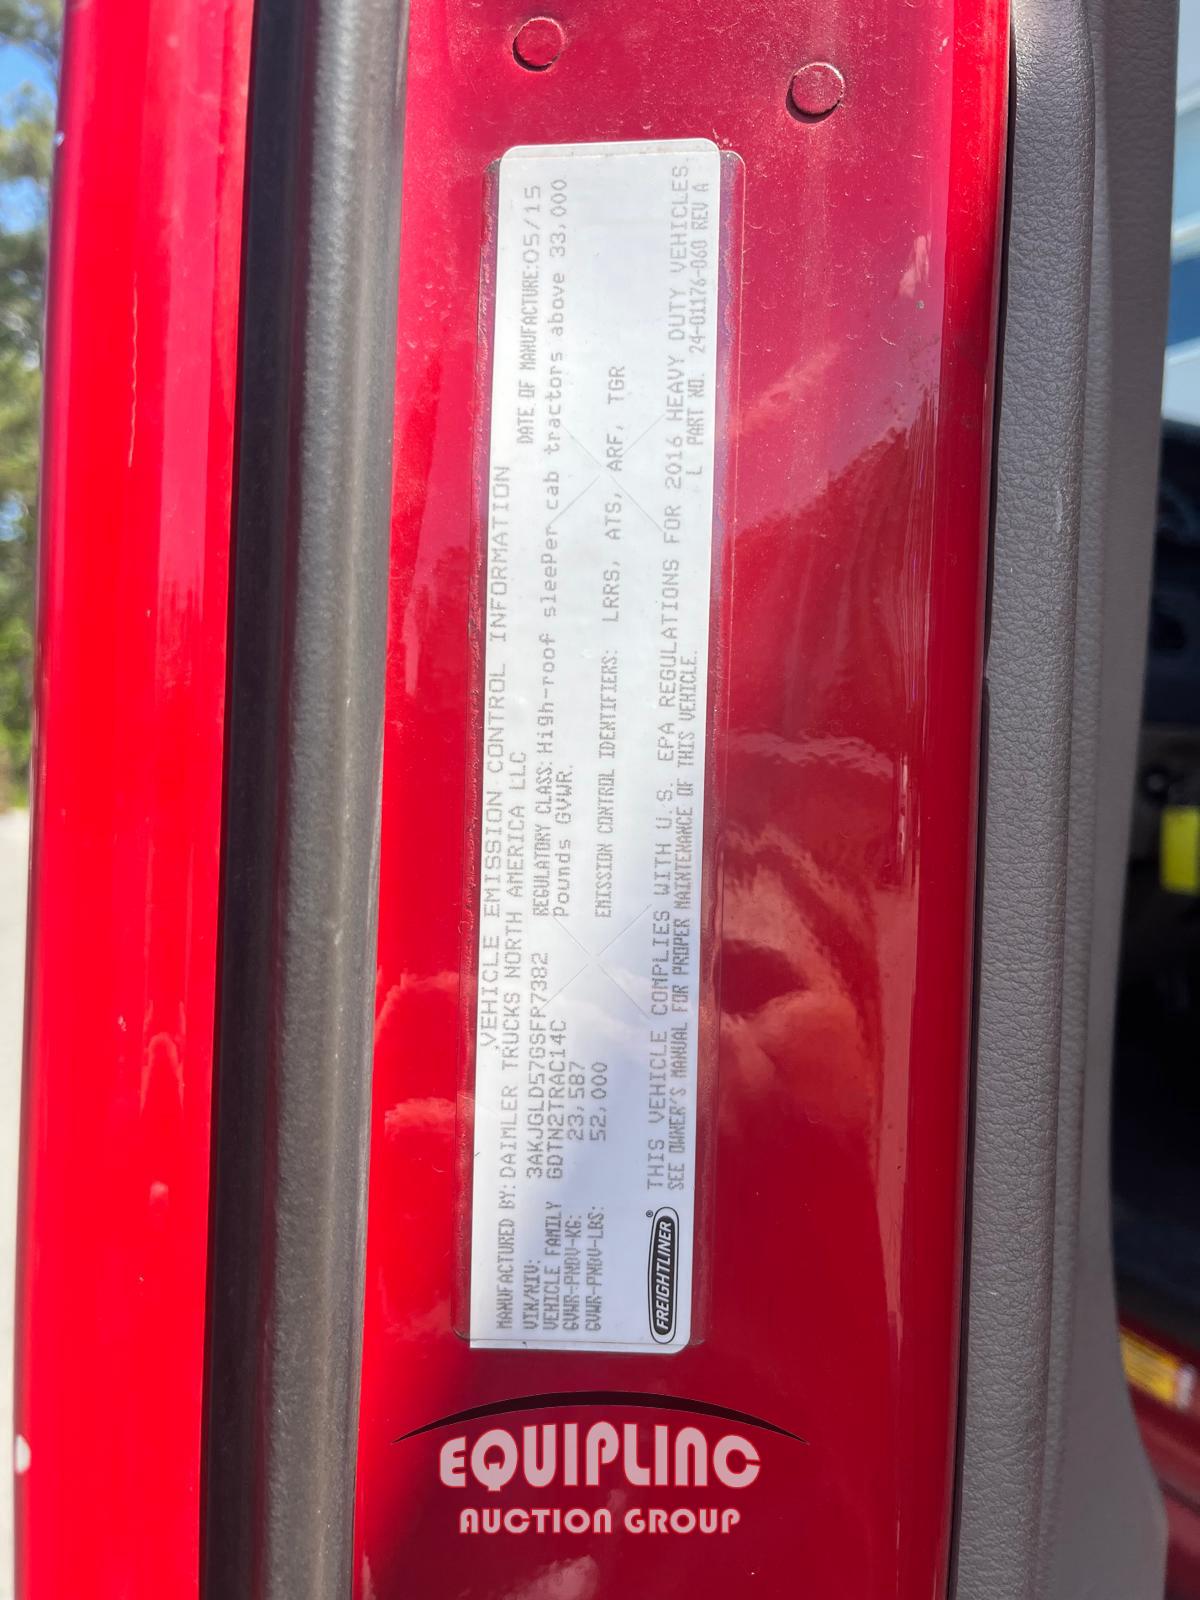 VEHICLE EMISSION CONTROL INFORMATION
MANUFACTURED BY: DAIMLER TRUCKS NORTH AMERICA LLC DATE OF MANUFACTURE: 05/15
VIN/NIV: 3AKJGLD57GSFR7382 REGULATORY CLASS: High-roof sleeper cab tractors above 33,000
VEHICLE FAMILY GDTN2TRAC14C Pounds GVWR.
GVWR-PNBV-KG: 23,587
GVWR-PNBV-LBS: 52,000 EMISSION CONTROL IDENTIFIERS: LRRS, ATS, ARF, TGR
THIS VEHICLE COMPLIES WITH U.S. EPA REGULATIONS FOR 2016 HEAVY DUTY VEHICLES
SEE OWNER'S MANUAL FOR PROPER MAINTENANCE OF THIS VEHICLE. L PART NO. 24-01176-060 REV A
FREIGHTLINER®
EQUIPLINC
AUCTION GROUP